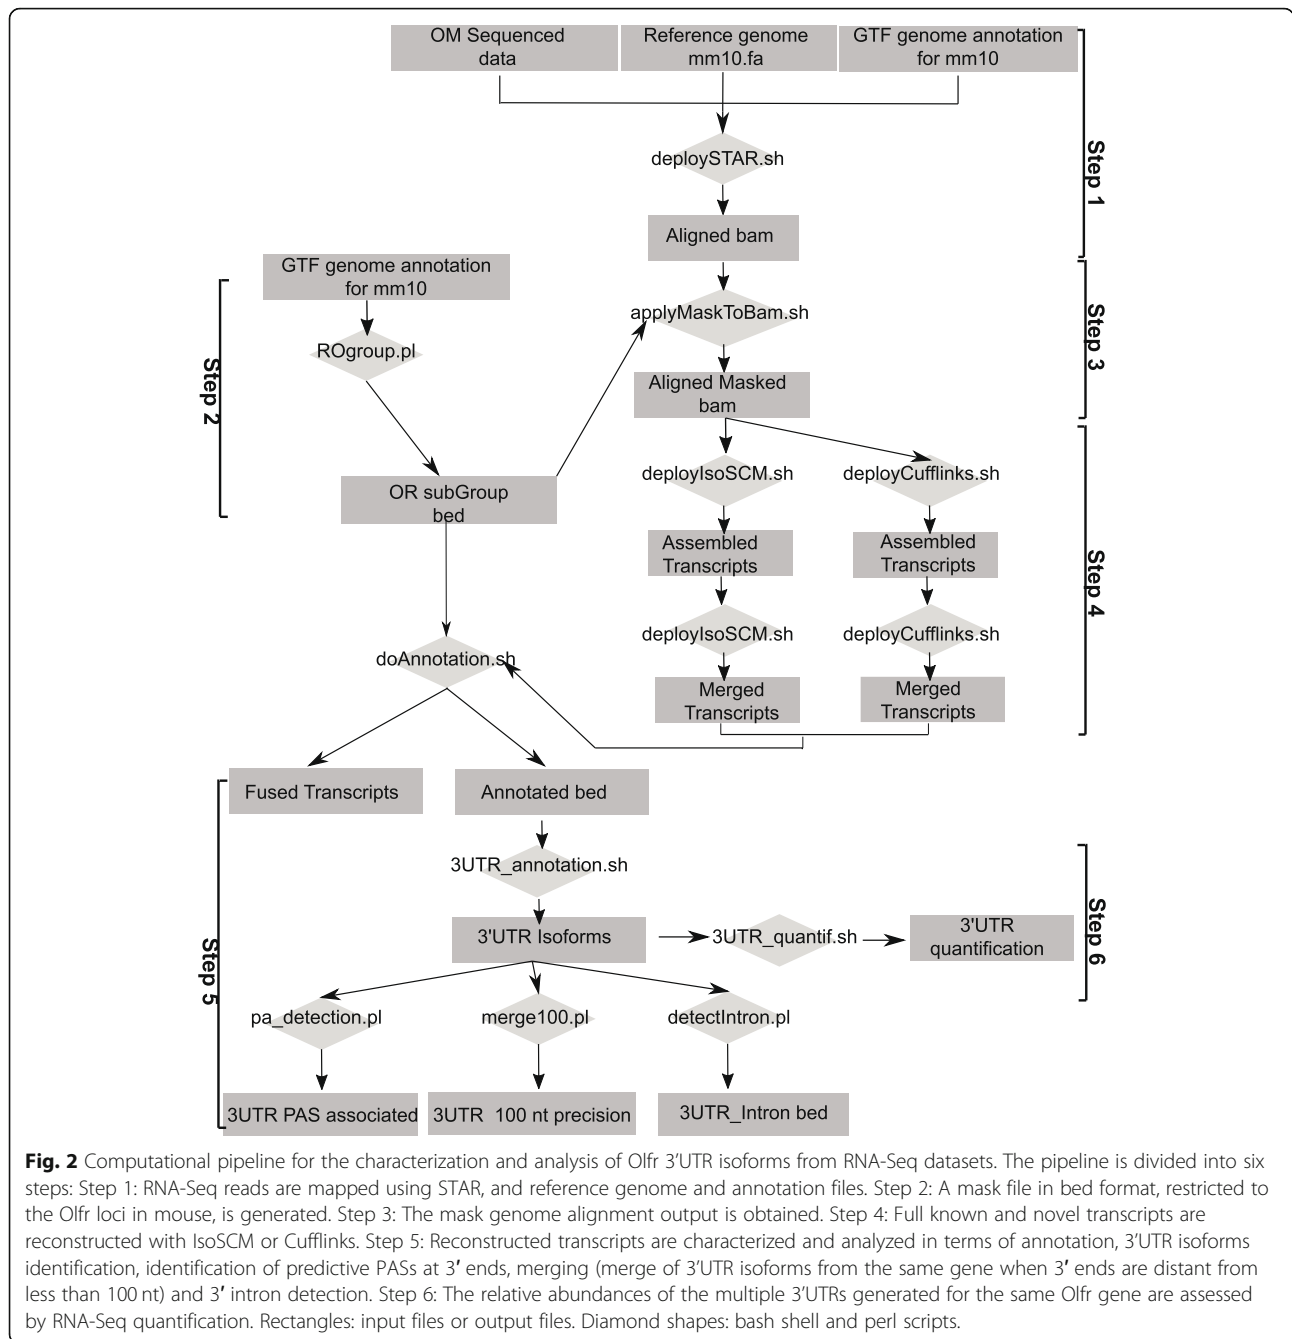 OM Sequenced
data
Reference genome
mm10.fa
GTF genome annotation
for mm10
deploySTAR.sh
Step 1
Aligned bam
GTF genome annotation
for mm10
applyMaskToBam.sh
Step 3
ROgroup.pl
Step 2
Aligned Masked
bam
OR subGroup
bed
deployIsoSCM.sh
deployCufflinks.sh
Assembled
Transcripts
Assembled
Transcripts
Step 4
deployIsoSCM.sh
deployCufflinks.sh
doAnnotation.sh
Merged
Transcripts
Merged
Transcripts
Fused Transcripts
Annotated bed
3UTR_annotation.sh
3'UTR Isoforms
3UTR_quantif.sh
3'UTR
quantification
Step 6
Step 5
pa_detection.pl
merge100.pl
detectIntron.pl
3UTR PAS associated
3UTR 100 nt precision
3UTR_Intron bed
Fig. 2 Computational pipeline for the characterization and analysis of Olfr 3′UTR isoforms from RNA-Seq datasets. The pipeline is divided into six
steps: Step 1: RNA-Seq reads are mapped using STAR, and reference genome and annotation files. Step 2: A mask file in bed format, restricted to
the Olfr loci in mouse, is generated. Step 3: The mask genome alignment output is obtained. Step 4: Full known and novel transcripts are
reconstructed with IsoSCM or Cufflinks. Step 5: Reconstructed transcripts are characterized and analyzed in terms of annotation, 3′UTR isoforms
identification, identification of predictive PASs at 3′ ends, merging (merge of 3′UTR isoforms from the same gene when 3′ ends are distant from
less than 100 nt) and 3′ intron detection. Step 6: The relative abundances of the multiple 3′UTRs generated for the same Olfr gene are assessed
by RNA-Seq quantification. Rectangles: input files or output files. Diamond shapes: bash shell and perl scripts.